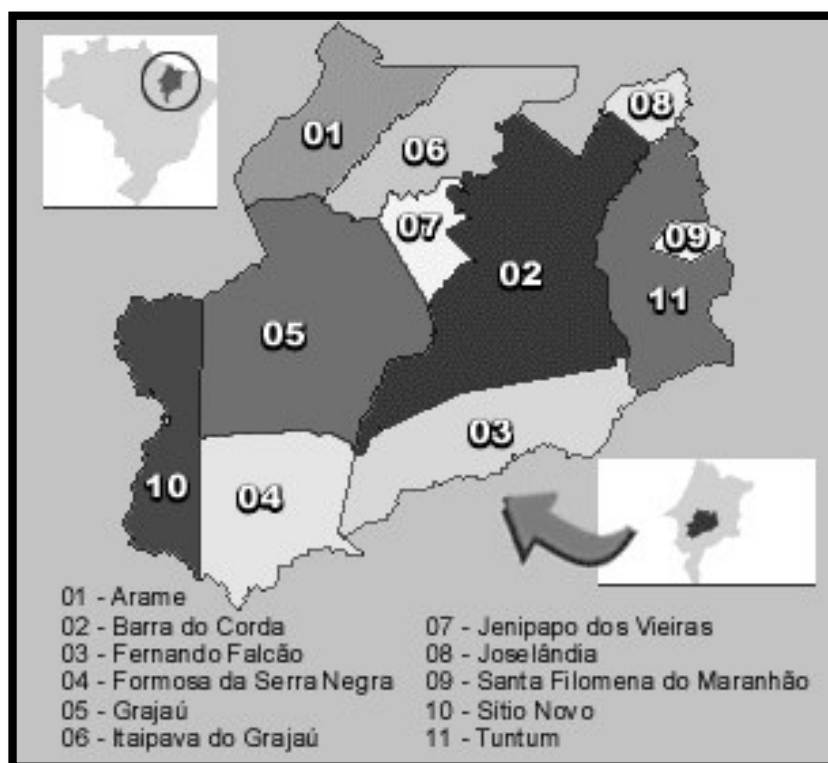 08
01
06
07
09
02
11
05
03
10
04
01 - Arame
02 - Barra do Corda
03 - Fernando Falcão
04 - Formosa da Serra Negra
05 - Grajaú
06 - Itaipava do Grajaú
07 - Jenipapo dos Vieiras
08 - Joselândia
09 - Santa Filomena do Maranhão
10 - Sítio Novo
11 - Tuntum